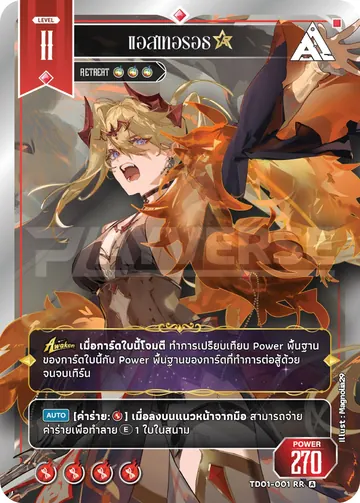 LEVEL
II
แอสเทอรอธ
RETREAT
PLAYVERSE
Awaken เมื่อการ์ดใบนี้โจมตี ทำการเปรียบเทียบ Power พื้นฐาน
ของการ์ดใบนี้กับ Power พื้นฐานของการ์ดที่ทำการต่อสู้ด้วย
จนจบเทิร์น
AUTO [ค่าร่าย: ] เมื่อลงบนแนวหน้าจากมือ สามารถจ่าย
ค่าร่ายเพื่อทำลาย E 1 ใบในสนาม
Illust : Magnolia29
POWER
270
TD01-001 RR A